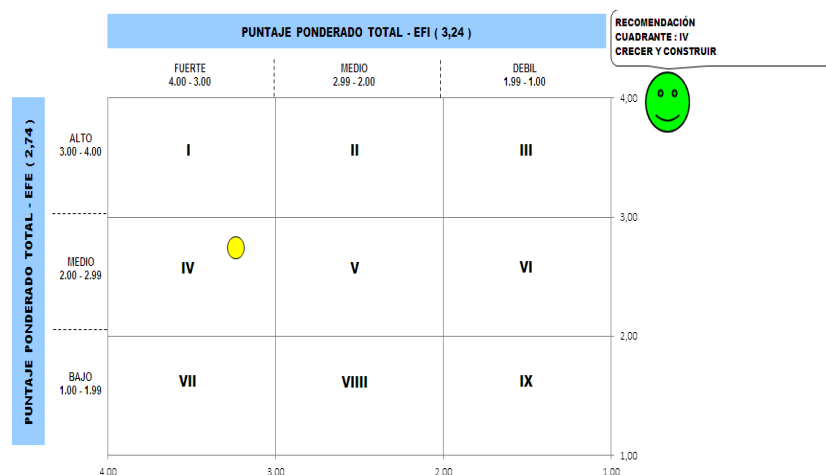 PUNTAJE PONDERADO TOTAL - EFI ( 3,24 )
RECOMENDACIÓN
CUADRANTE : IV
CRECER Y CONSTRUIR
FUERTE
4.00 - 3.00
MEDIO
2.99 - 2.00
DEBIL
1.99 - 1.00
PUNTAJE PONDERADO TOTAL - EFE ( 2,74 )
ALTO
3.00 - 4.00
I
II
III
4,00
3,00
MEDIO
2.00 - 2.99
IV
V
VI
2,00
BAJO
1.00 - 1.99
VII
VIIII
IX
1,00
4.00
3.00
2.00
1.00